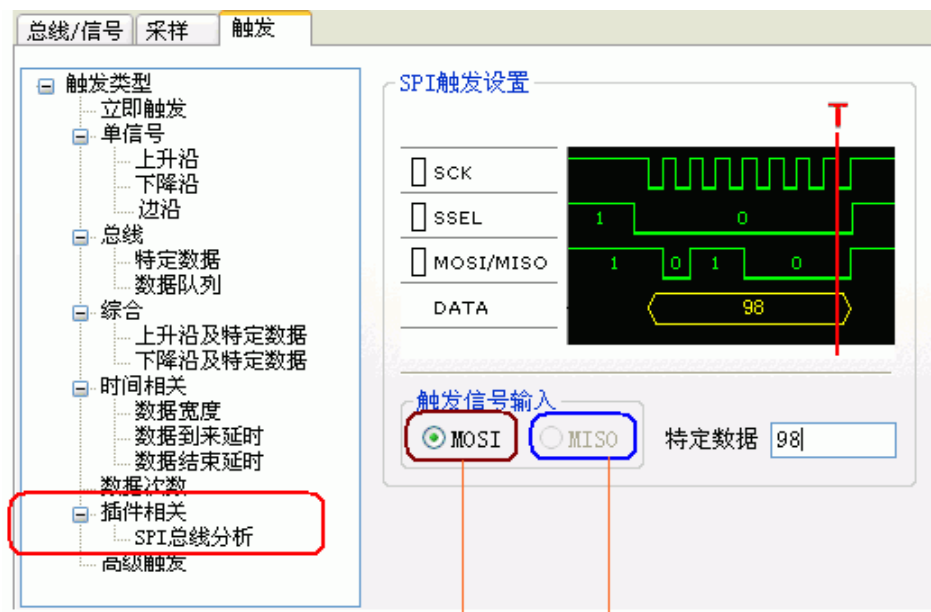 总线/信号 采样 触发
触发类型
立即触发
单信号
上升沿
下降沿
边沿
总线
特定数据
数据队列
综合
上升沿及特定数据
下降沿及特定数据
时间相关
数据宽度
数据到来延时
数据结束延时
数据次数
插件相关
SPI总线分析
高级触发
SPI触发设置
T
SCK
SSEL 1 0
MOSI/MISO 1 0 1 0
DATA 98
触发信号输入
MOSI MISO 特定数据 98